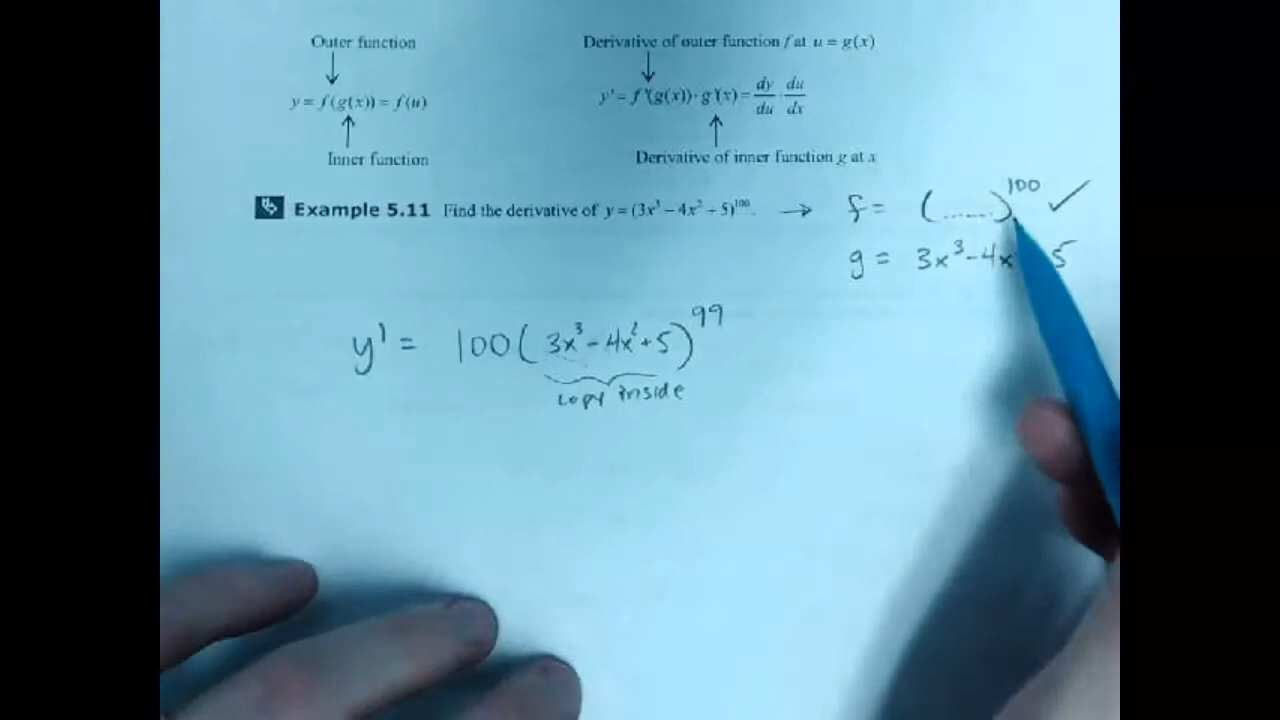 Outer function
Derivative of outer function f at u = g(x)
y = f(g(x)) = f(u)
y' = f'(g(x)) · g'(x) = dy/du · du/dx
Inner function
Derivative of inner function g at x
Example 5.11 Find the derivative of y = (3x³ − 4x² + 5)¹⁰⁰. → f = (......)¹⁰⁰ ✓
g = 3x³ - 4x 5
y' = 100(3x³ - 4x² + 5)⁹⁹
copy inside